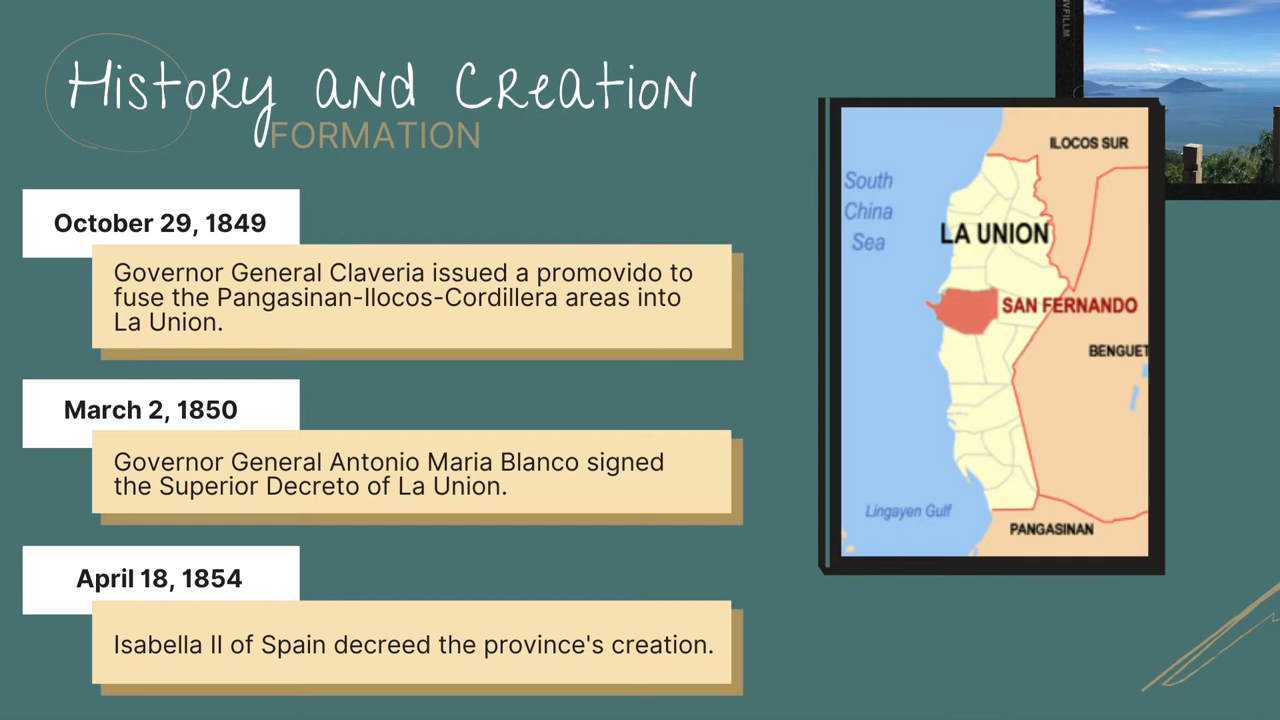 History and Creation
FORMATION
October 29, 1849
Governor General Claveria issued a promovido to
fuse the Pangasinan-Ilocos-Cordillera areas into
La Union.
March 2, 1850
Governor General Antonio Maria Blanco signed
the Superior Decreto of La Union.
April 18, 1854
Isabella II of Spain decreed the province's creation.
ILOCOS SUR
South
China
Sea
LA UNION
SAN FERNANDO
BENGUET
Lingayen Gulf
PANGASINAN